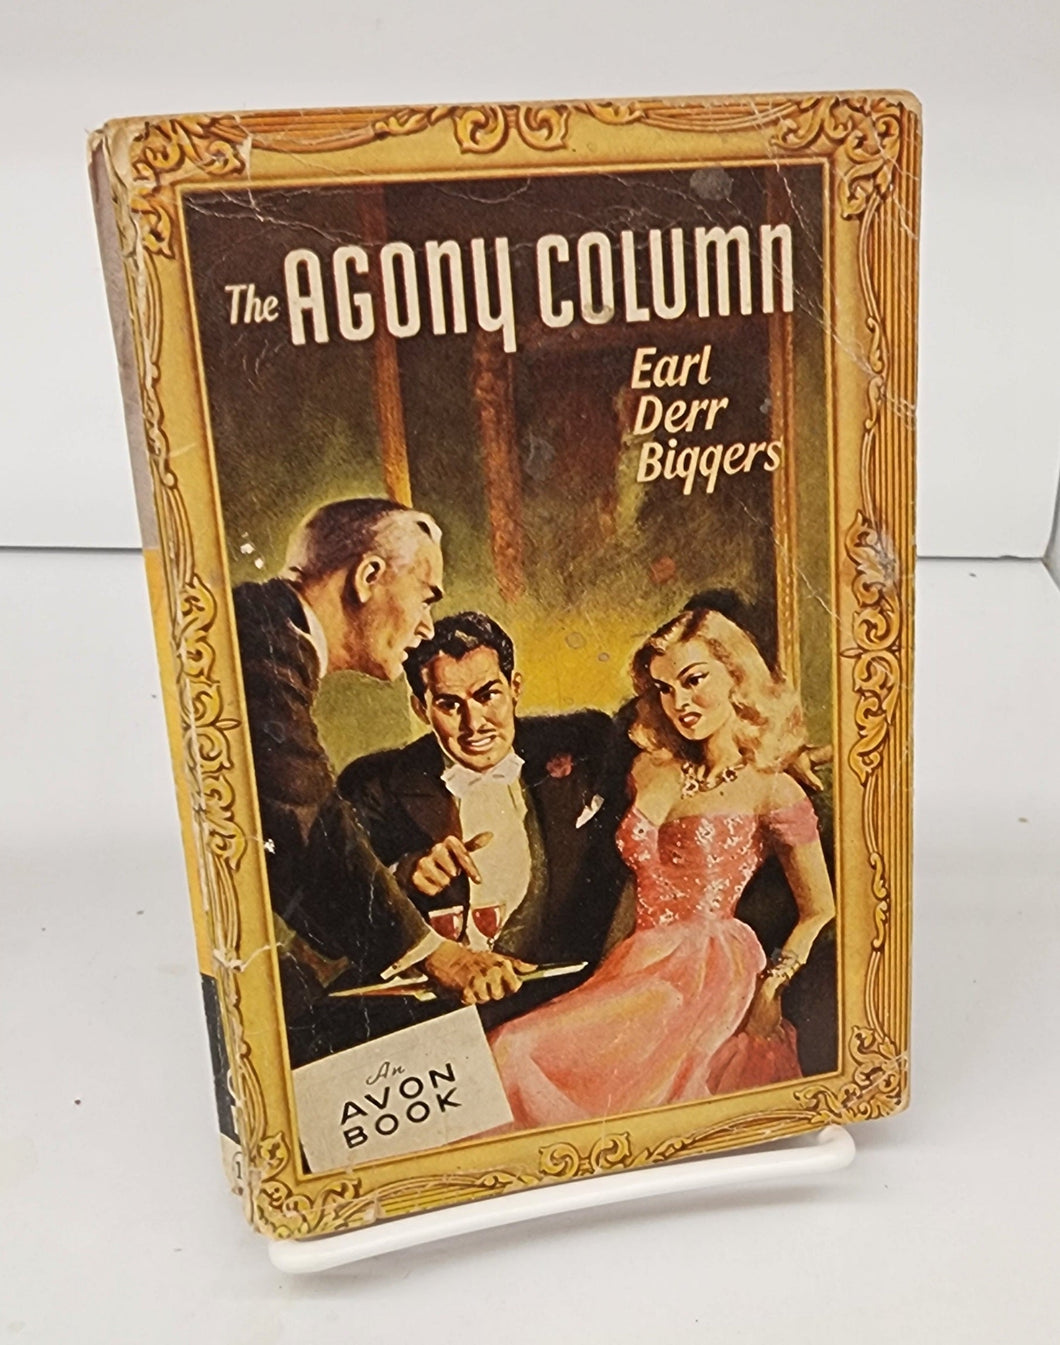 The AGONY COLUMN
Earl
Derr
Biggers
An
AVON
BOOK